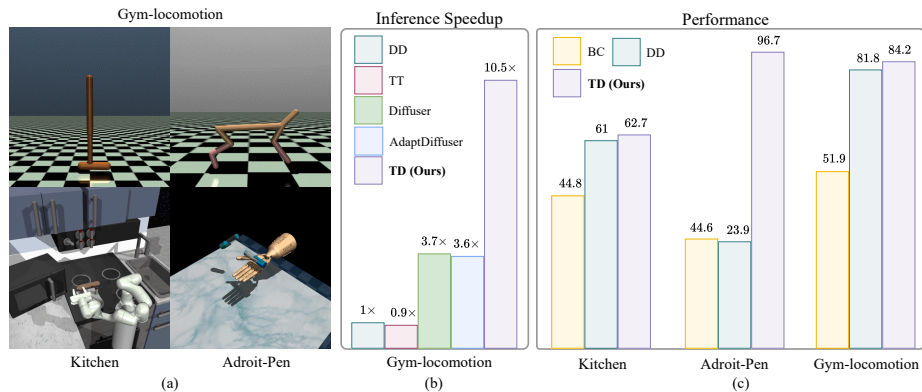 Gym-locomotion
Kitchen
Adroit-Pen
(a)
Inference Speedup
DD
TT
Diffuser
AdaptDiffuser
TD (Ours)
1×
0.9×
3.7×
3.6×
10.5×
Gym-locomotion
(b)
Performance
BC
DD
TD (Ours)
44.8
61
62.7
44.6
23.9
96.7
51.9
81.8
84.2
Kitchen
Adroit-Pen
Gym-locomotion
(c)